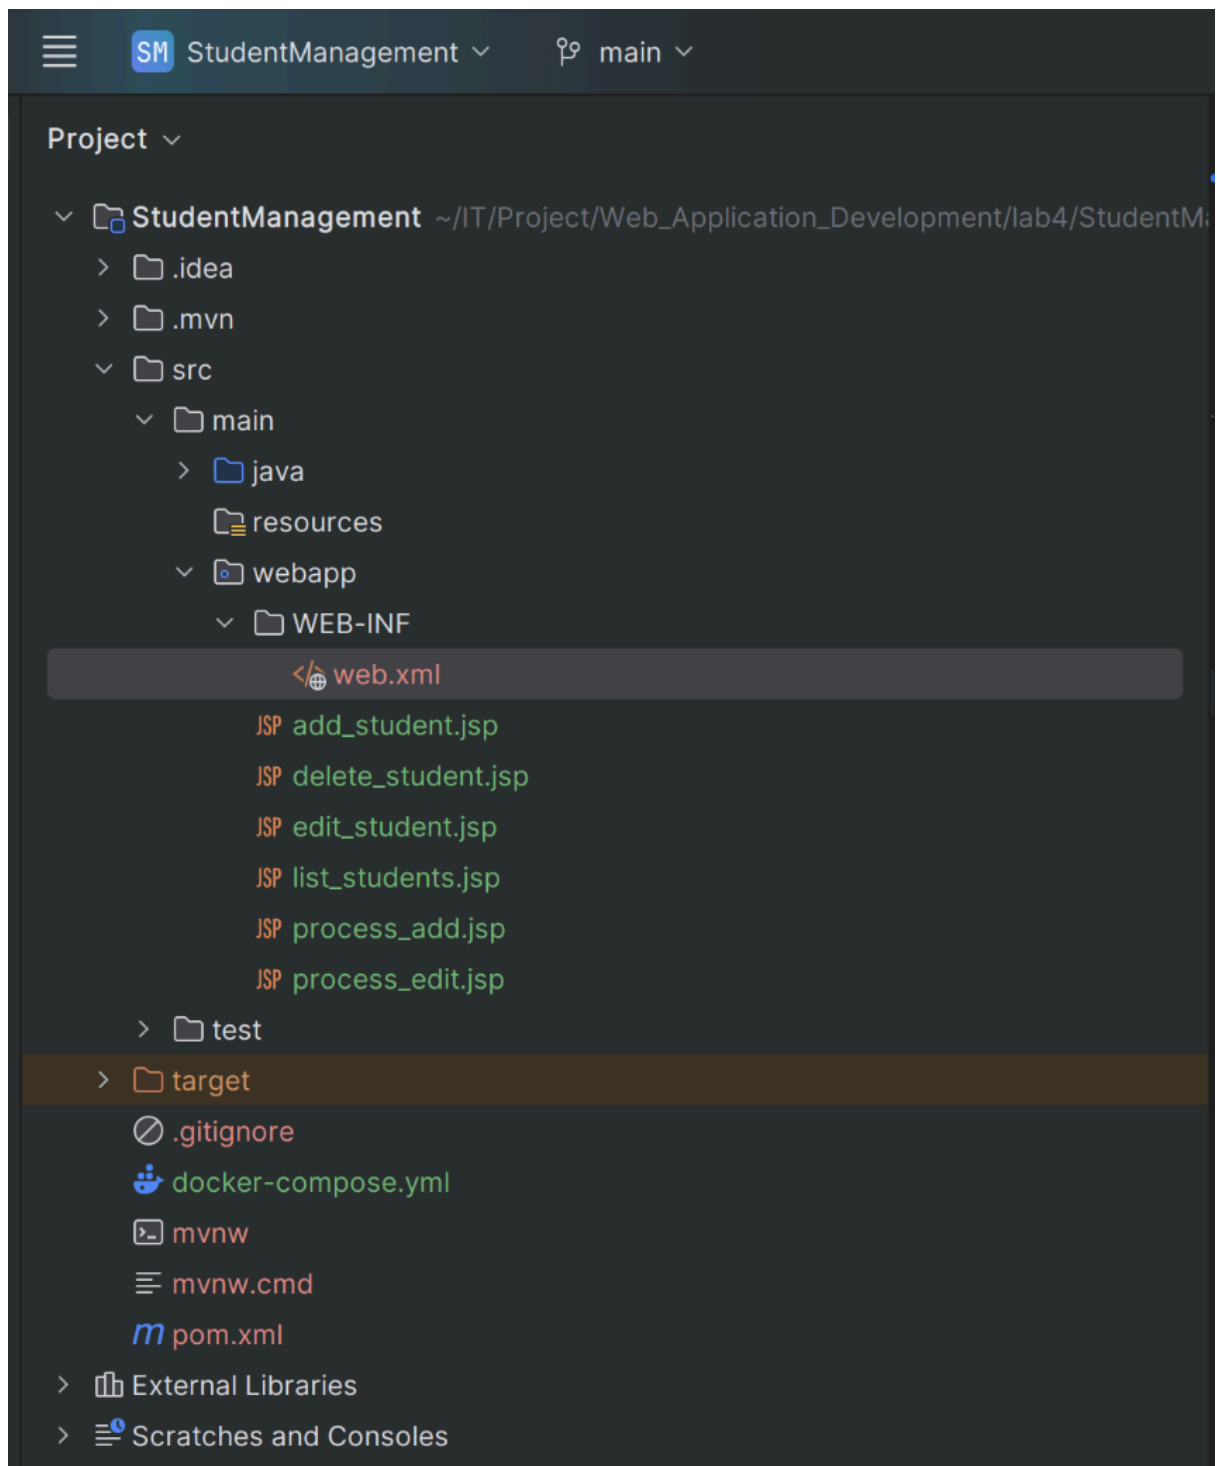 SM StudentManagement main
Project
StudentManagement ~/IT/Project/Web_Application_Development/lab4/StudentMa
.idea
.mvn
src
main
java
resources
webapp
WEB-INF
</> web.xml
JSP add_student.jsp
JSP delete_student.jsp
JSP edit_student.jsp
JSP list_students.jsp
JSP process_add.jsp
JSP process_edit.jsp
test
target
.gitignore
docker-compose.yml
mvnw
mvnw.cmd
m pom.xml
External Libraries
Scratches and Consoles